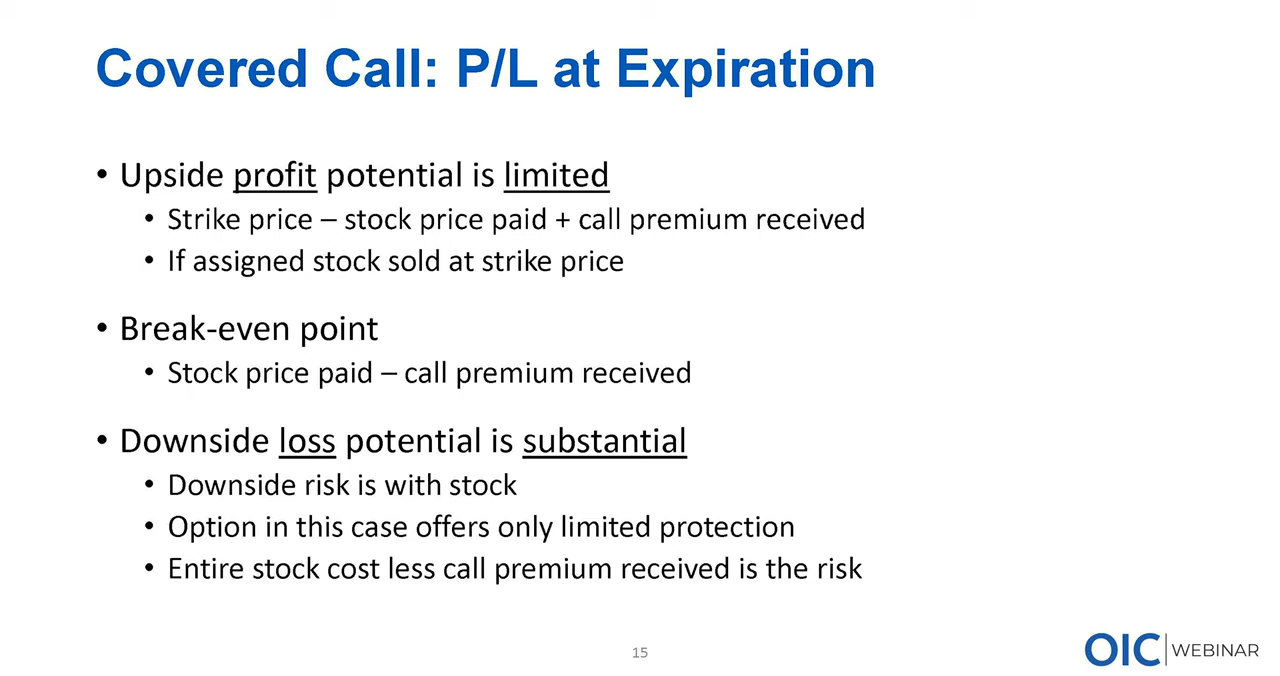 Covered Call: P/L at Expiration
• Upside profit potential is limited
• Strike price – stock price paid + call premium received
• If assigned stock sold at strike price
• Break-even point
• Stock price paid – call premium received
• Downside loss potential is substantial
• Downside risk is with stock
• Option in this case offers only limited protection
• Entire stock cost less call premium received is the risk
15
OIC | WEBINAR